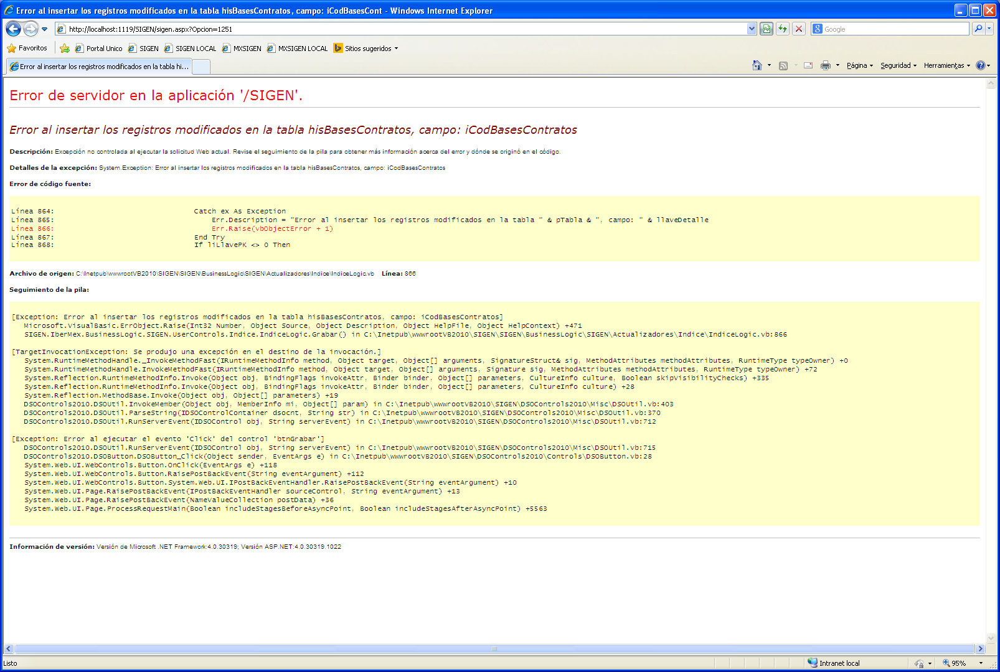 Error al insertar los registros modificados en la tabla hisBasesContratos, campo: iCodBasesCont - Windows Internet Explorer
http://localhost:1119/SIGEN/sigen.aspx?Opcion=1251
Google
Favoritos
Portal Unico
SIGEN
SIGEN LOCAL
MXSIGEN
MXSIGEN LOCAL
Sitios sugeridos
Error al insertar los registros modificados en la tabla hi...
Página
Seguridad
Herramientas
Error de servidor en la aplicación '/SIGEN'.
Error al insertar los registros modificados en la tabla hisBasesContratos, campo: iCodBasesContratos
Descripción: Excepción no controlada al ejecutar la solicitud Web actual. Revise el seguimiento de la pila para obtener más información acerca del error y dónde se originó en el código.
Detalles de la excepción: System.Exception: Error al insertar los registros modificados en la tabla hisBasesContratos, campo: iCodBasesContratos
Error de código fuente:
Línea 864: Catch ex As Exception
Línea 865: Err.Description = "Error al insertar los registros modificados en la tabla " & pTabla & ", campo: " & llaveDetalle
Línea 866: Err.Raise(vbObjectError + 1)
Línea 867: End Try
Línea 868: If liLlavePK <> 0 Then
Archivo de origen: C:\Inetpub\wwwrootVB2010\SIGEN\SIGEN\BusinessLogic\SIGEN\Actualizadores\Indice\IndiceLogic.vb Línea: 866
Seguimiento de la pila:
[Exception: Error al insertar los registros modificados en la tabla hisBasesContratos, campo: iCodBasesContratos]
Microsoft.VisualBasic.ErrObject.Raise(Int32 Number, Object Source, Object Description, Object HelpFile, Object HelpContext) +471
SIGEN.IberMex.BusinessLogic.SIGEN.UserControls.Indice.IndiceLogic.Grabar() in C:\Inetpub\wwwrootVB2010\SIGEN\SIGEN\BusinessLogic\SIGEN\Actualizadores\Indice\IndiceLogic.vb:866
[TargetInvocationException: Se produjo una excepción en el destino de la invocación.]
System.RuntimeMethodHandle._InvokeMethodFast(IRuntimeMethodInfo method, Object target, Object[] arguments, SignatureStruct& sig, MethodAttributes methodAttributes, RuntimeType typeOwner) +0
System.RuntimeMethodHandle.InvokeMethodFast(IRuntimeMethodInfo method, Object target, Object[] arguments, Signature sig, MethodAttributes methodAttributes, RuntimeType typeOwner) +72
System.Reflection.RuntimeMethodInfo.Invoke(Object obj, BindingFlags invokeAttr, Binder binder, Object[] parameters, CultureInfo culture, Boolean skipVisibilityChecks) +335
System.Reflection.RuntimeMethodInfo.Invoke(Object obj, BindingFlags invokeAttr, Binder binder, Object[] parameters, CultureInfo culture) +28
System.Reflection.MethodBase.Invoke(Object obj, Object[] parameters) +19
DSOControls2010.DSOUtil.InvokeMember(Object obj, MemberInfo mi, Object[] param) in C:\Inetpub\wwwrootVB2010\SIGEN\DSOControls2010\Misc\DSOUtil.vb:403
DSOControls2010.DSOUtil.ParseString(IDSOControlContainer dsocnt, String str) in C:\Inetpub\wwwrootVB2010\SIGEN\DSOControls2010\Misc\DSOUtil.vb:370
DSOControls2010.DSOUtil.RunServerEvent(IDSOControl obj, String serverEvent) in C:\Inetpub\wwwrootVB2010\SIGEN\DSOControls2010\Misc\DSOUtil.vb:712
[Exception: Error al ejecutar el evento 'Click' del control 'btnGrabar']
DSOControls2010.DSOUtil.RunServerEvent(IDSOControl obj, String serverEvent) in C:\Inetpub\wwwrootVB2010\SIGEN\DSOControls2010\Misc\DSOUtil.vb:715
DSOControls2010.DSOButton.DSOButton_Click(Object sender, EventArgs e) in C:\Inetpub\wwwrootVB2010\SIGEN\DSOControls2010\Controls\DSOButton.vb:28
System.Web.UI.WebControls.Button.OnClick(EventArgs e) +118
System.Web.UI.WebControls.Button.RaisePostBackEvent(String eventArgument) +112
System.Web.UI.WebControls.Button.System.Web.UI.IPostBackEventHandler.RaisePostBackEvent(String eventArgument) +10
System.Web.UI.Page.RaisePostBackEvent(IPostBackEventHandler sourceControl, String eventArgument) +13
System.Web.UI.Page.RaisePostBackEvent(NameValueCollection postData) +36
System.Web.UI.Page.ProcessRequestMain(Boolean includeStagesBeforeAsyncPoint, Boolean includeStagesAfterAsyncPoint) +5563
Información de versión: Versión de Microsoft .NET Framework:4.0.30319; Versión ASP.NET:4.0.30319.1022
Listo
Intranet local
95%